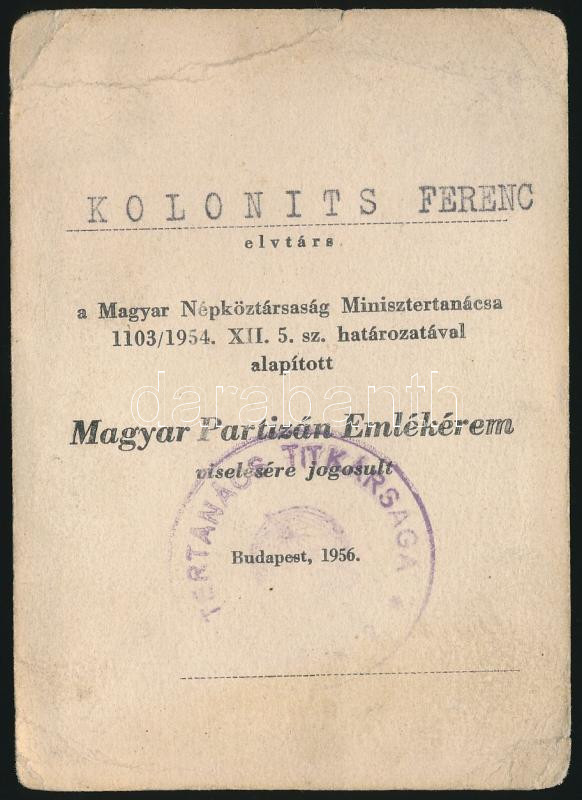 KOLONITS FERENC
elvtárs
a Magyar Népköztársaság Minisztertanácsa
1103/1954. XII. 5. sz. határozatával
alapított
darabanth
Magyar Partizán Emlékérem
viselésére jogosult
TERTANÁCS TITKÁRSÁGA *
Budapest, 1956.